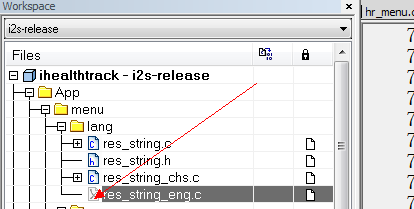 Workspace
i2s-release
hr_menu.c
Files
ihealthtrack - i2s-release
App
menu
lang
res_string.c
res_string.h
res_string_chs.c
res_string_eng.c